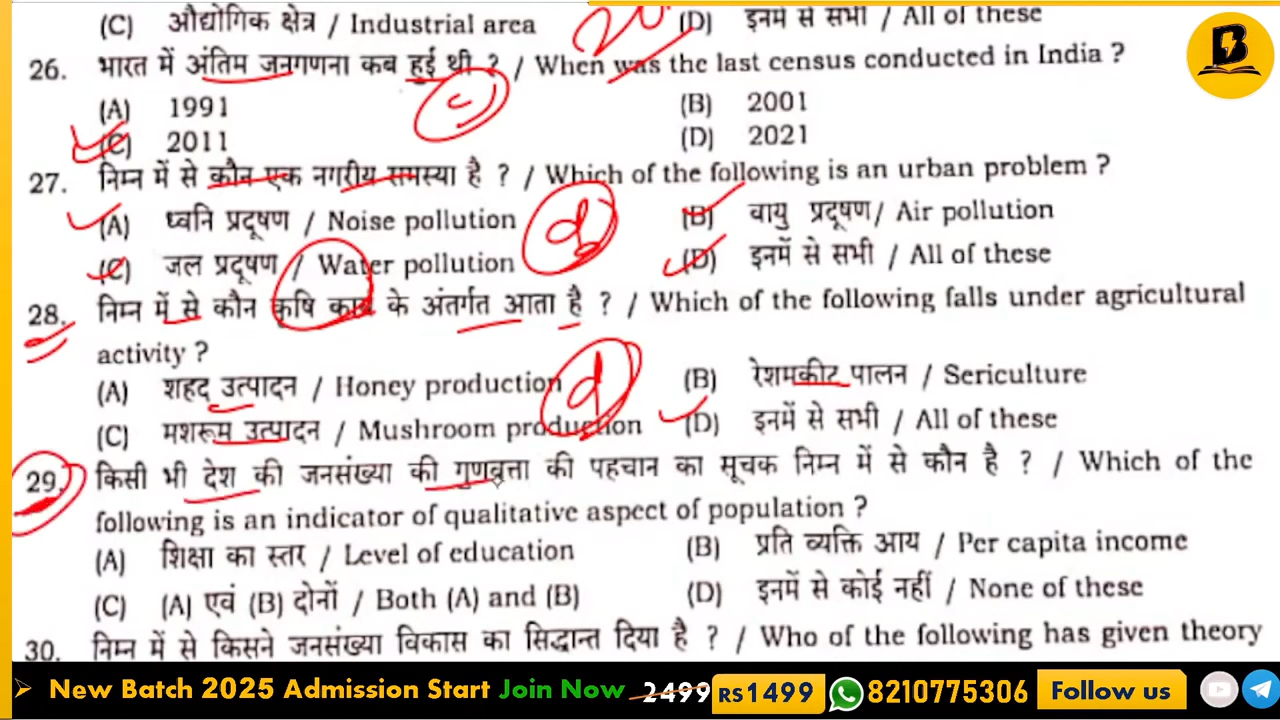 (C) औद्योगिक क्षेत्र / Industrial area (D) इनमें से सभी / All of these
26. भारत में अंतिम जनगणना कब हुई थी ? / When was the last census conducted in India ?
(A) 1991 (B) 2001
(C) 2011 (D) 2021
27. निम्न में से कौन एक नगरीय समस्या है ? / Which of the following is an urban problem ?
(A) ध्वनि प्रदूषण / Noise pollution (B) वायु प्रदूषण/ Air pollution
(C) जल प्रदूषण / Water pollution (D) इनमें से सभी / All of these
28. निम्न में से कौन कृषि कार्य के अंतर्गत आता है ? / Which of the following falls under agricultural
activity ?
(A) शहद उत्पादन / Honey production (B) रेशमकीट पालन / Sericulture
(C) मशरूम उत्पादन / Mushroom production (D) इनमें से सभी / All of these
d
d
29. किसी भी देश की जनसंख्या की गुणवत्ता की पहचान का सूचक निम्न में से कौन है ? / Which of the
following is an indicator of qualitative aspect of population ?
(A) शिक्षा का स्तर / Level of education (B) प्रति व्यक्ति आय / Per capita income
(C) (A) एवं (B) दोनों / Both (A) and (B) (D) इनमें से कोई नहीं / None of these
30. निम्न में से किसने जनसंख्या विकास का सिद्धान्त दिया है ? / Who of the following has given theory
New Batch 2025 Admission Start Join Now 2499 RS1499 8210775306 Follow us
B